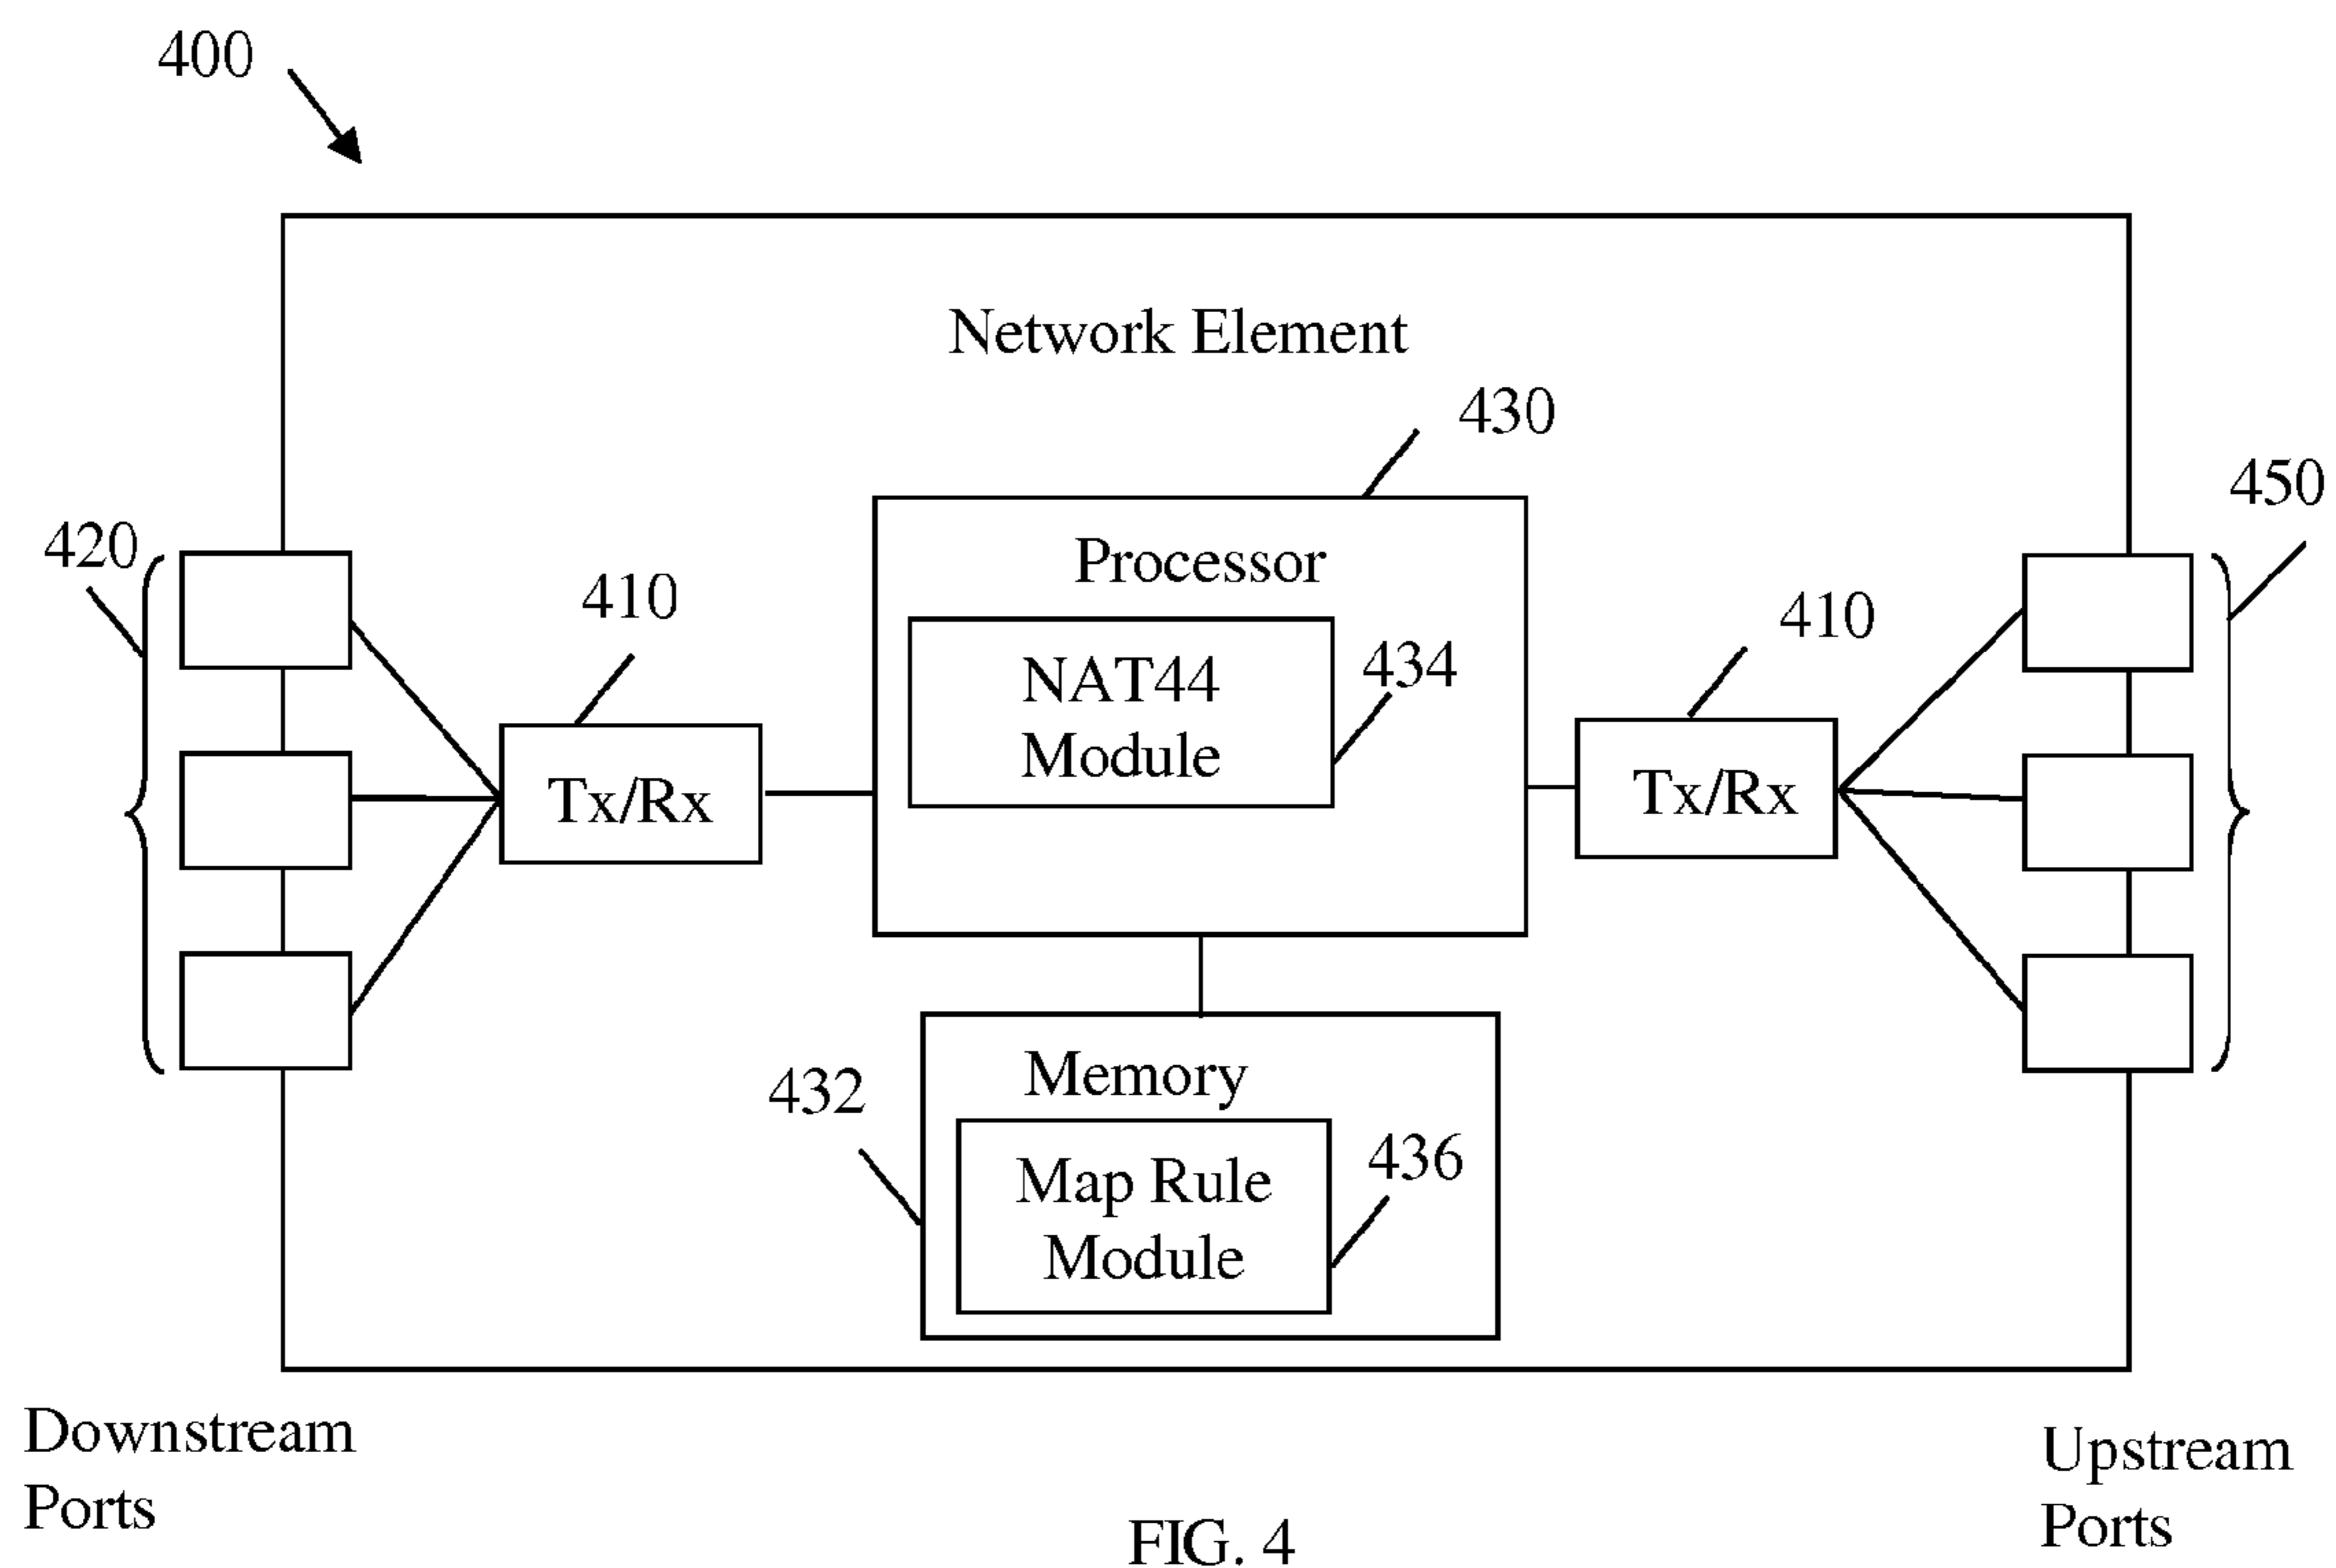 400
Network Element
430
450
420
410
410
Processor
NAT44
Module
434
Tx/Rx
Tx/Rx
432
Memory
Map Rule
Module
436
Downstream
Ports
Upstream
Ports
FIG. 4